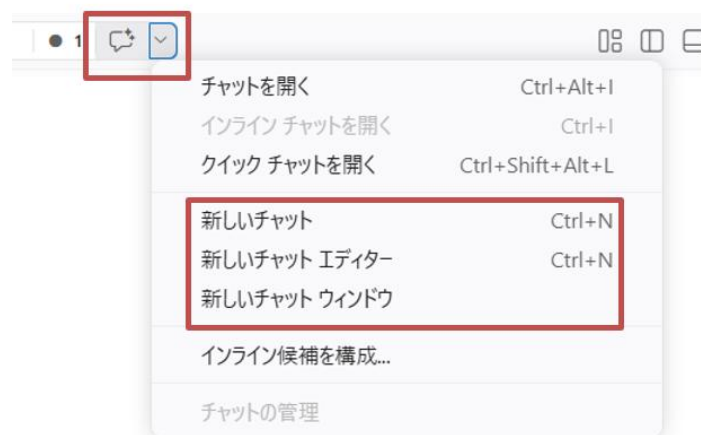 ● 1
チャットを開く Ctrl+Alt+I
インライン チャットを開く Ctrl+I
クイック チャットを開く Ctrl+Shift+Alt+L
新しいチャット Ctrl+N
新しいチャット エディター Ctrl+N
新しいチャット ウィンドウ
インライン候補を構成...
チャットの管理